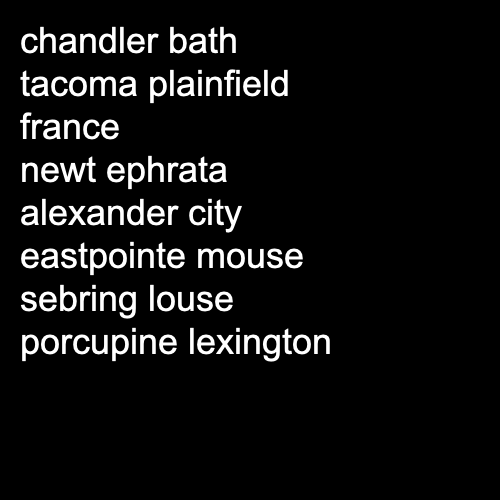 chandler bath
tacoma plainfield
france
newt ephrata
alexander city
eastpointe mouse
sebring louse
porcupine lexington